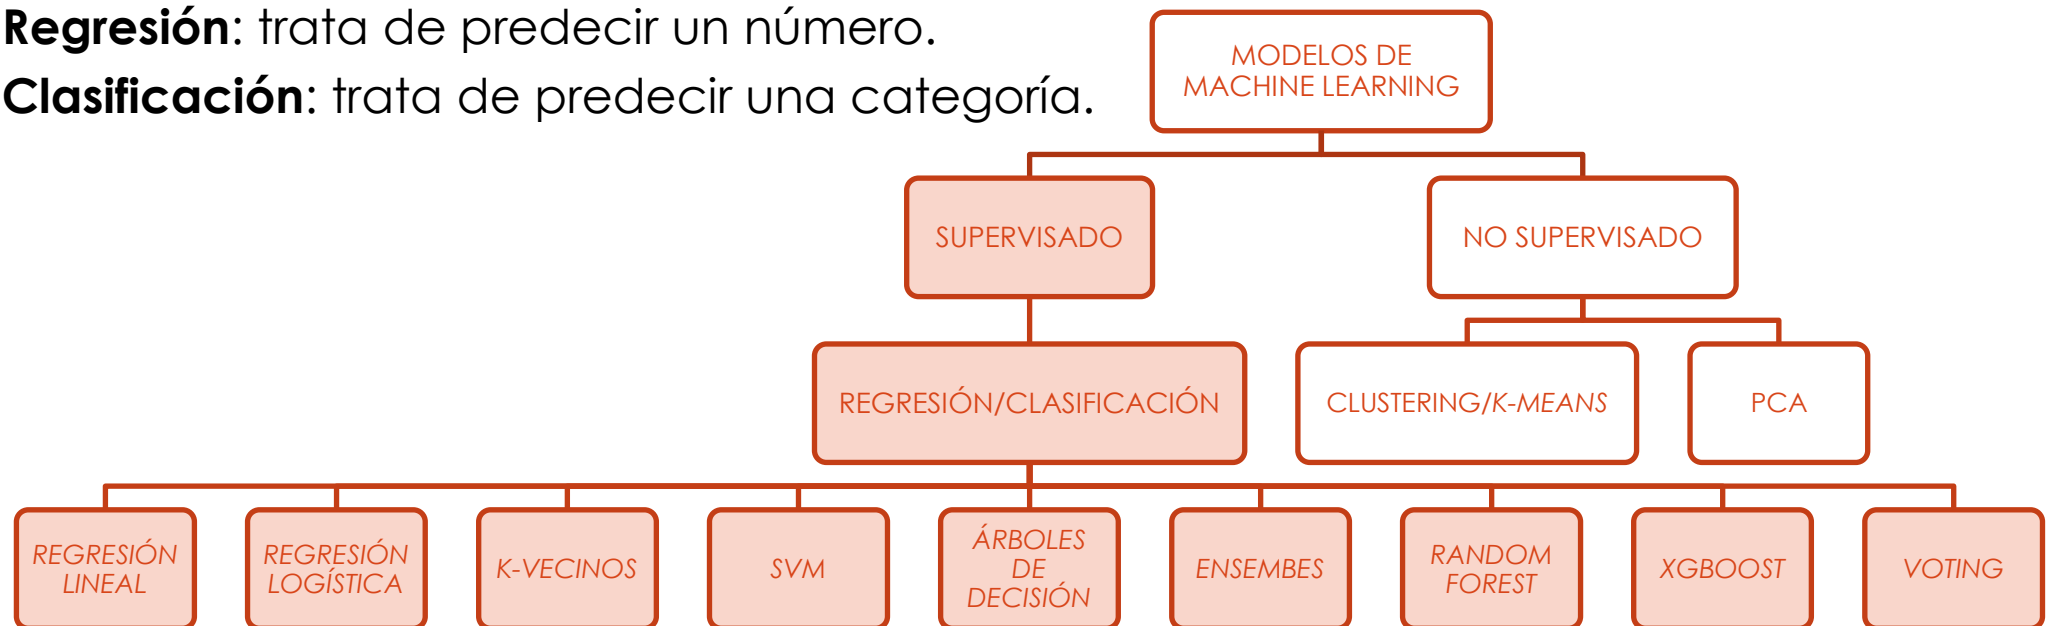 Regresión: trata de predecir un número.
Clasificación: trata de predecir una categoría.
MODELOS DE
MACHINE LEARNING
SUPERVISADO
NO SUPERVISADO
REGRESIÓN/CLASIFICACIÓN
CLUSTERING/K-MEANS
PCA
REGRESIÓN
LINEAL
REGRESIÓN
LOGÍSTICA
K-VECINOS
SVM
ÁRBOLES
DE
DECISIÓN
ENSEMBES
RANDOM
FOREST
XGBOOST
VOTING